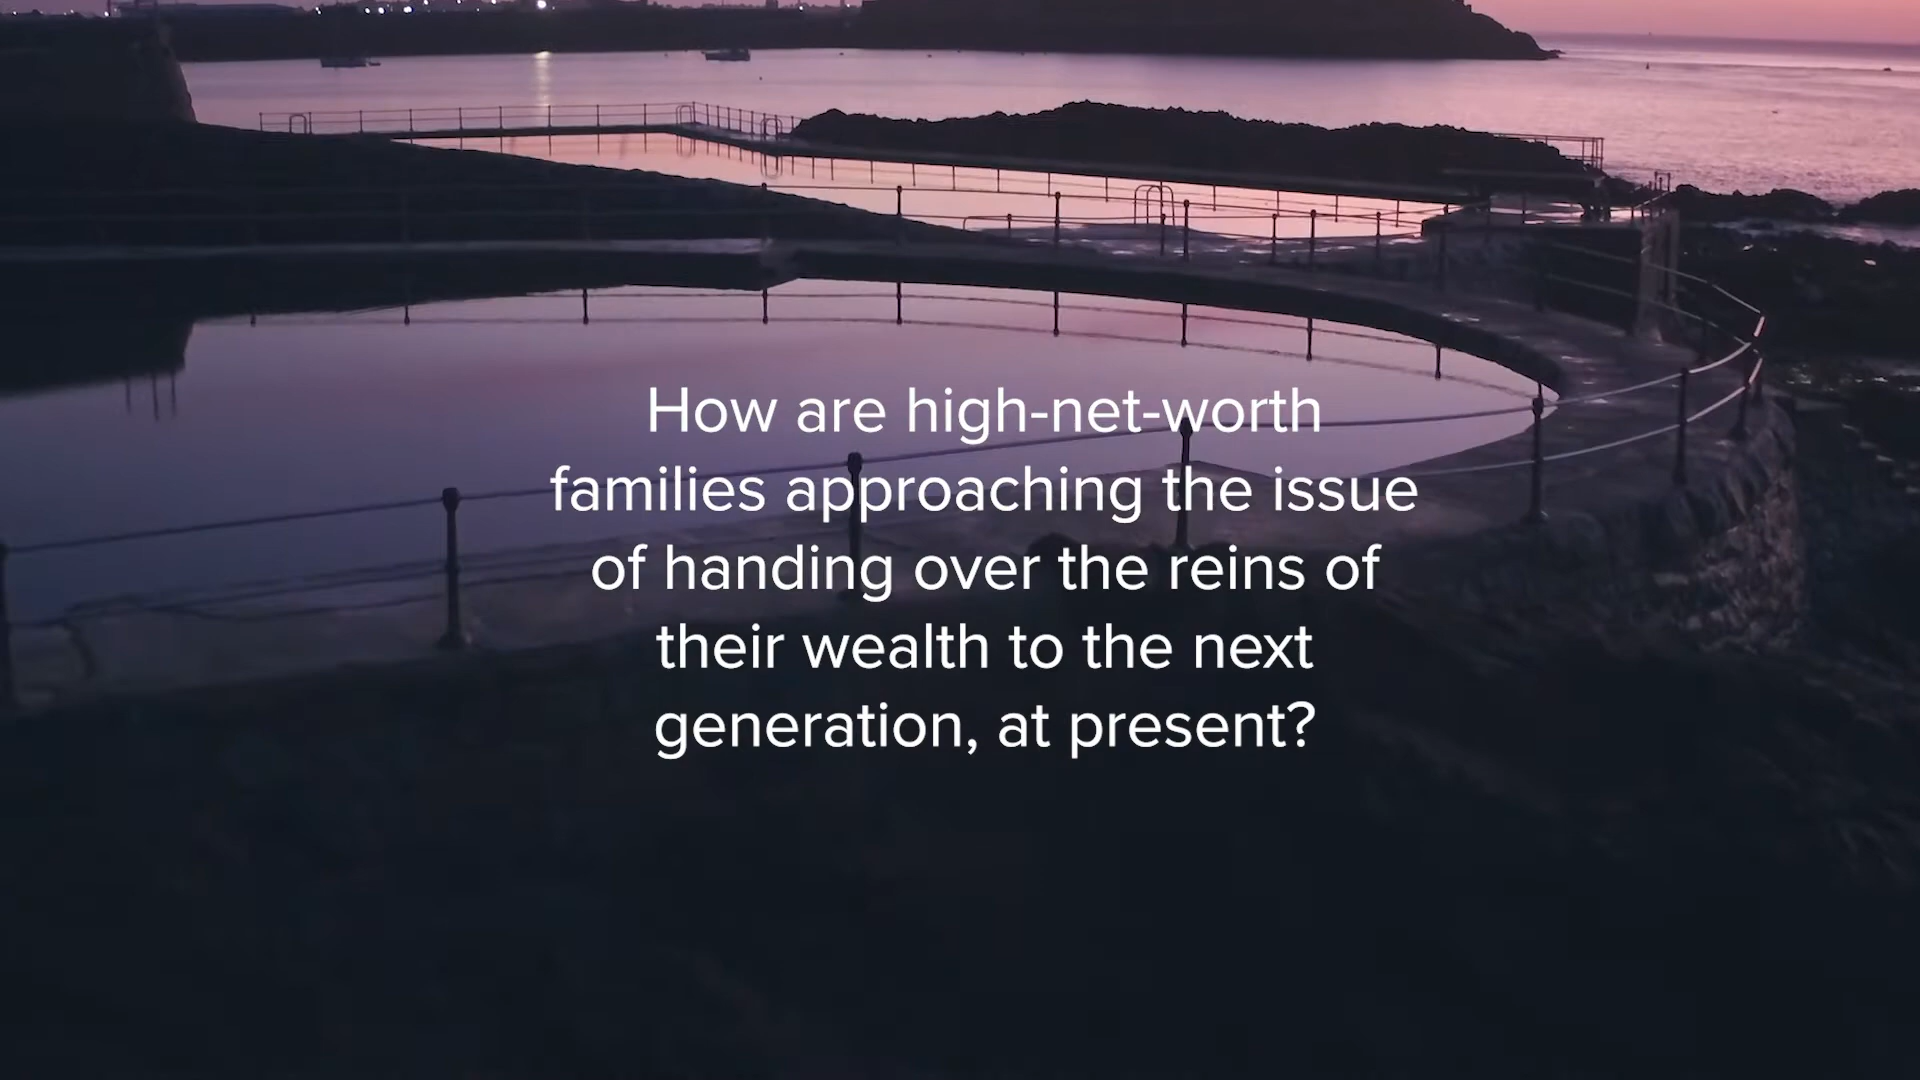 How are high-net-worth
families approaching the issue
of handing over the reins of
their wealth to the next
generation, at present?